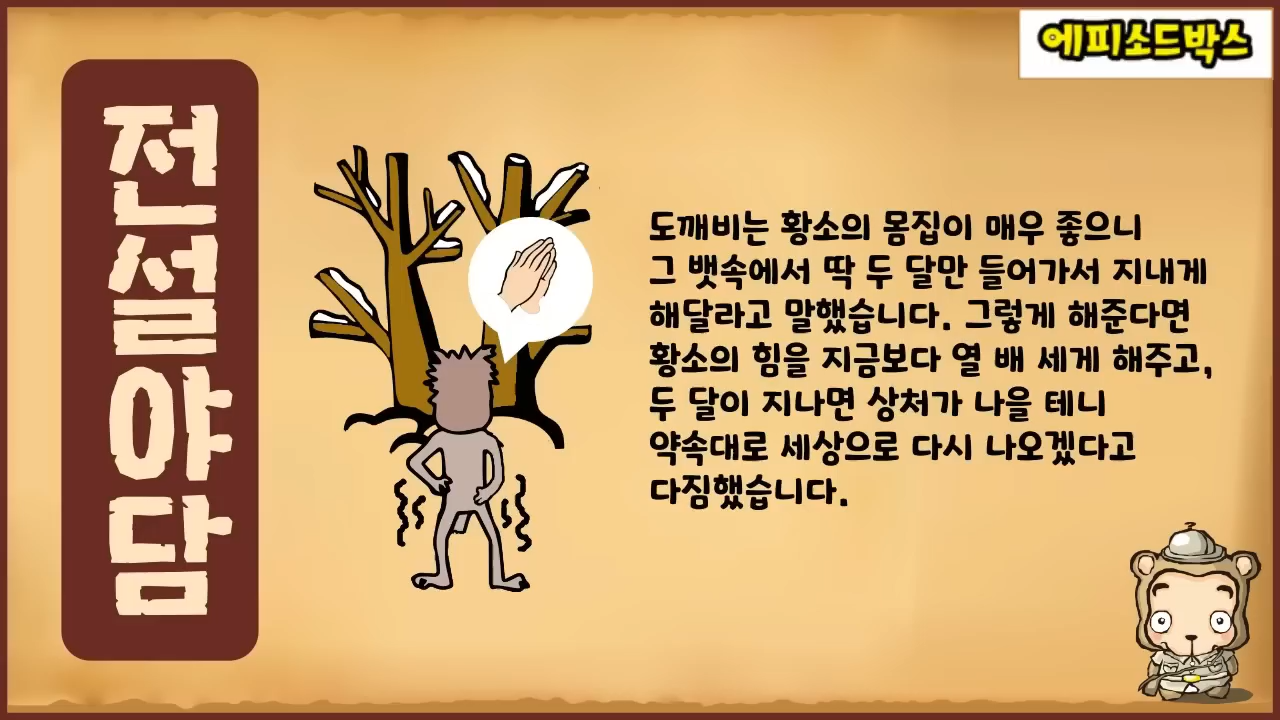 에피소드박스
전설야담
도깨비는 황소의 몸집이 매우 좋으니
그 뱃속에서 딱 두 달만 들어가서 지내게
해달라고 말했습니다. 그렇게 해준다면
황소의 힘을 지금보다 열 배 세게 해주고,
두 달이 지나면 상처가 나을 테니
약속대로 세상으로 다시 나오겠다고
다짐했습니다.